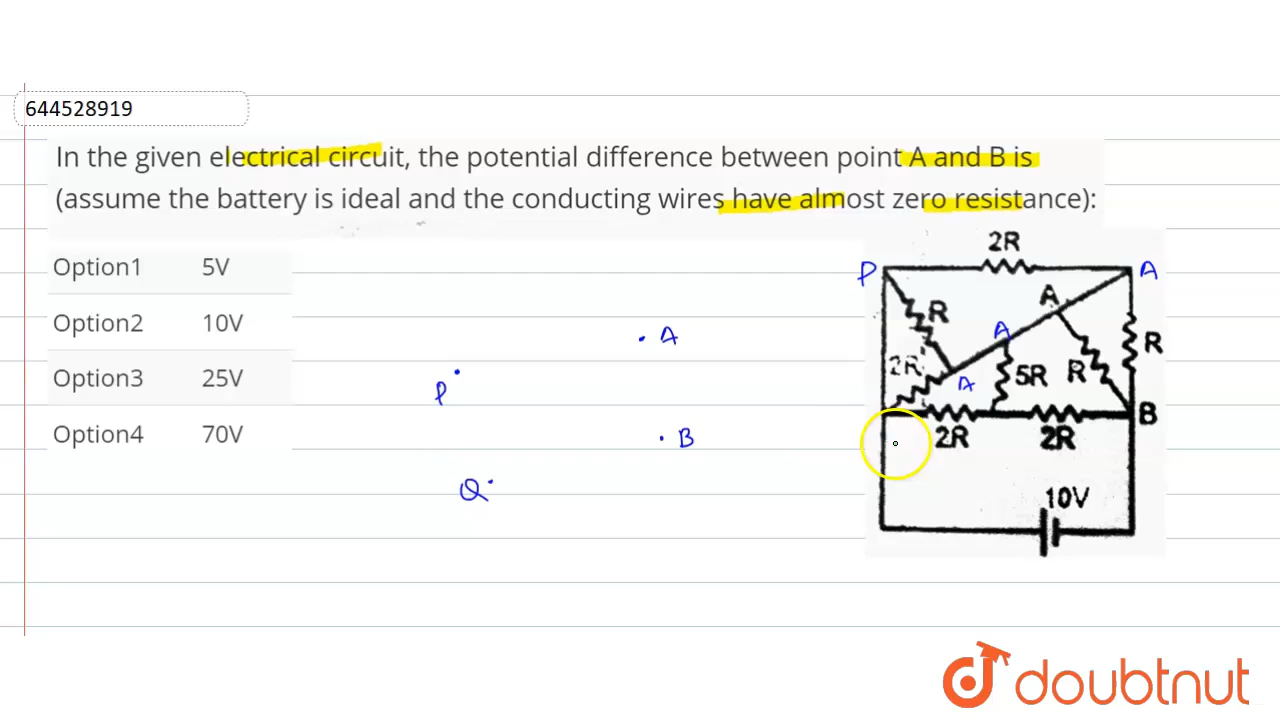 644528919
In the given electrical circuit, the potential difference between point A and B is
(assume the battery is ideal and the conducting wires have almost zero resistance):
Option1 5V
Option2 10V
Option3 25V
Option4 70V
2R
P
A
A
R
A
R
2R
A
5R
R
B
2R
2R
10V
A
P
B
Q
doubtnut